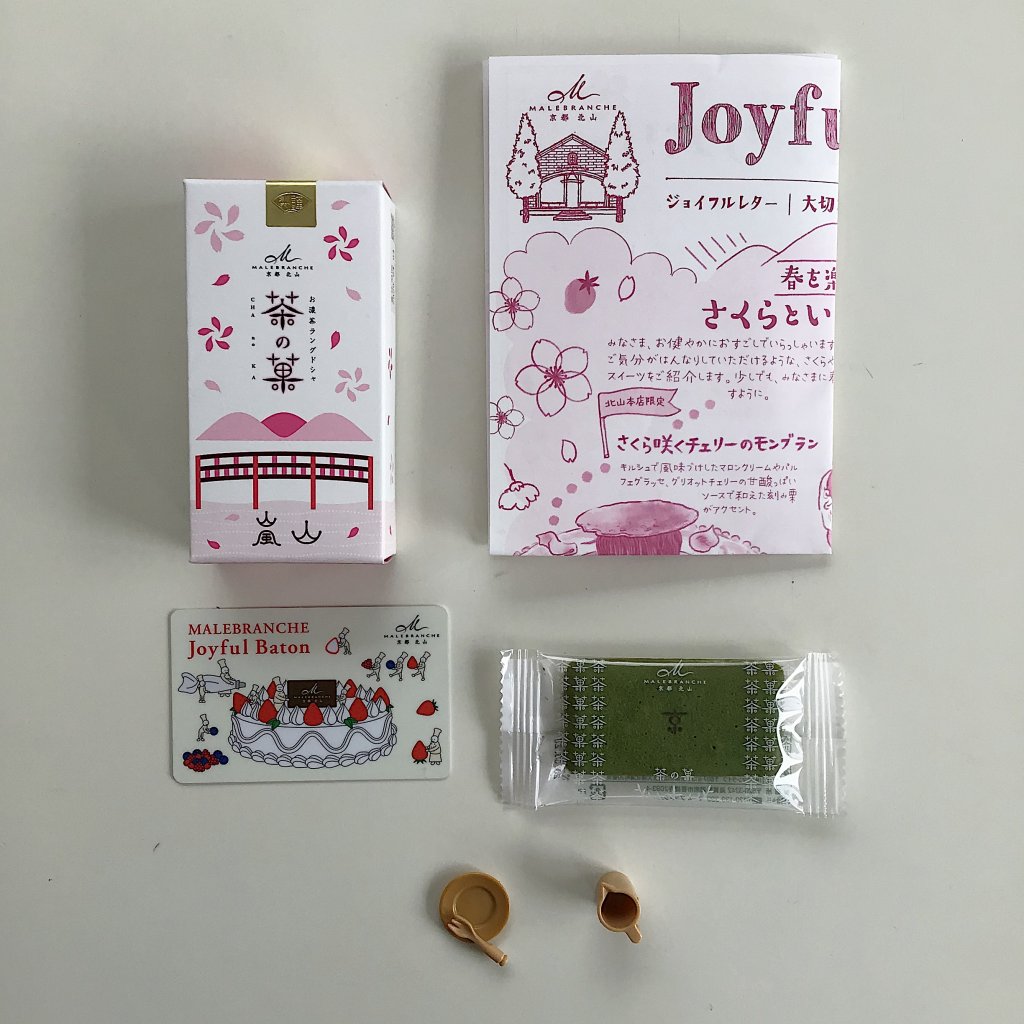 MALEBRANCHE
京都 北山
お濃茶ラングドシャ
茶の菓
CHA no KA
嵐山
MALEBRANCHE
京都 北山
Joyfu
ジョイフルレター | 大切
春を楽
さくらとい
みなさま、お健やかにおすごしでいらっしゃいます
ご気分がはんなりしていただけるような、さくらや
スイーツをご紹介します。少しでも、みなさまに
すように。
北山本店限定
さくら咲くチェリーのモンブラン
キルシュで風味づけしたマロンクリームやパル
フェグラッセ、グリオットチェリーの甘酸っぱい
ソースで和えた刻み栗
がアクセント。
MALEBRANCHE
Joyful Baton
MALEBRANCHE
京都 北山
MALEBRANCHE
MALEBRANCHE
京都 北山
茶の菓